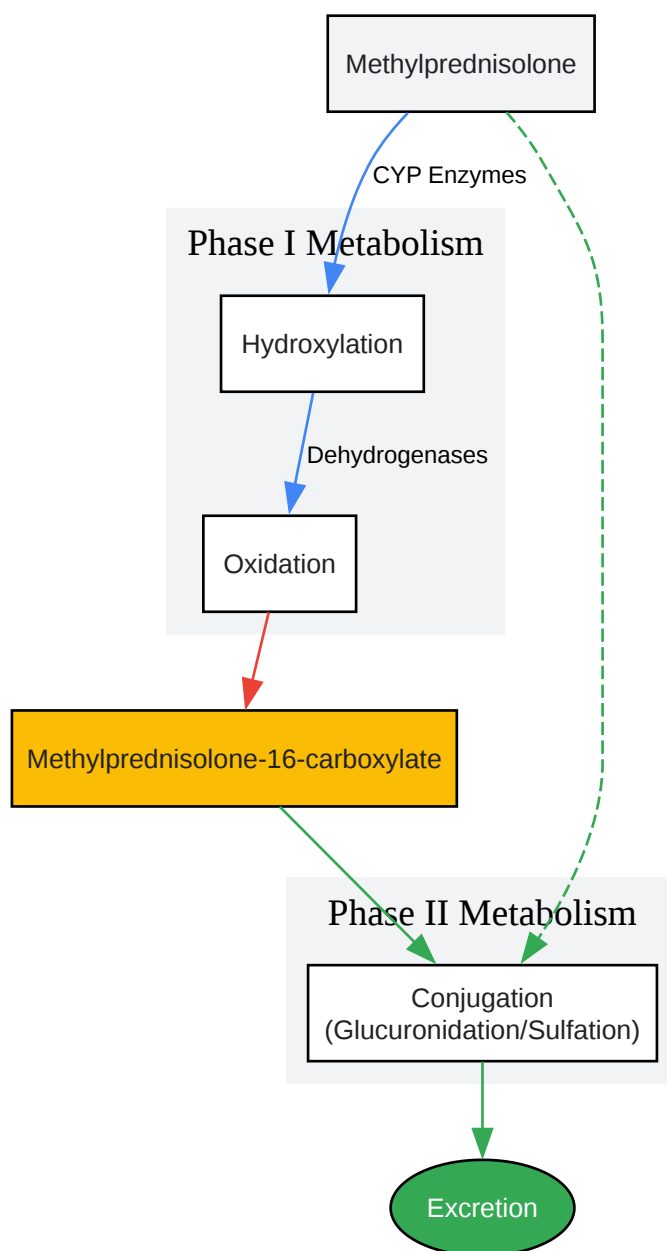 Methylprednisolone
CYP Enzymes
Phase I Metabolism
Hydroxylation
Dehydrogenases
Oxidation
Methylprednisolone-16-carboxylate
Phase II Metabolism
Conjugation
(Glucuronidation/Sulfation)
Excretion